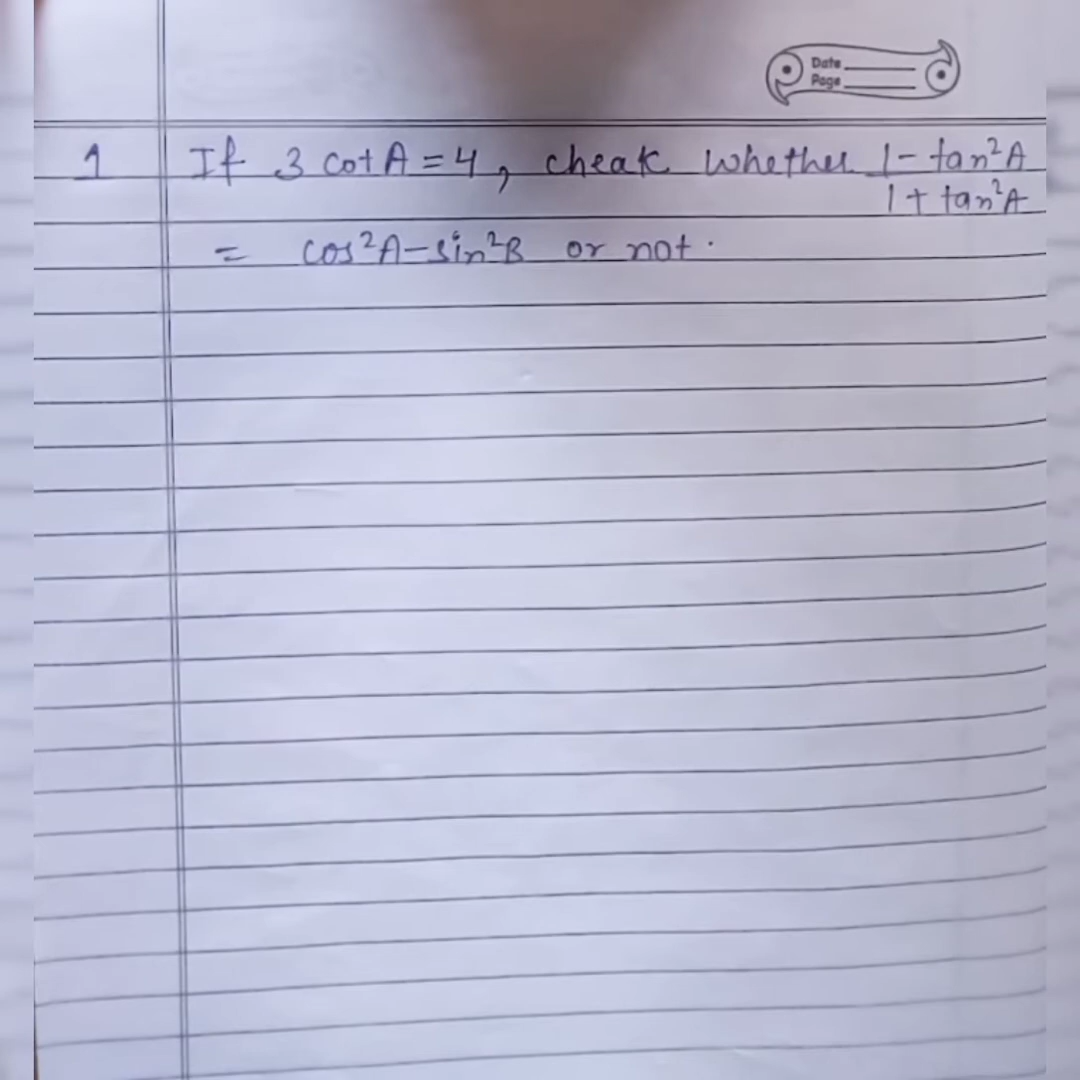 Date
Page
1 If 3 cot A = 4, cheak whether 1 - tan²A
1 + tan²A
= cos²A - sin²B or not.